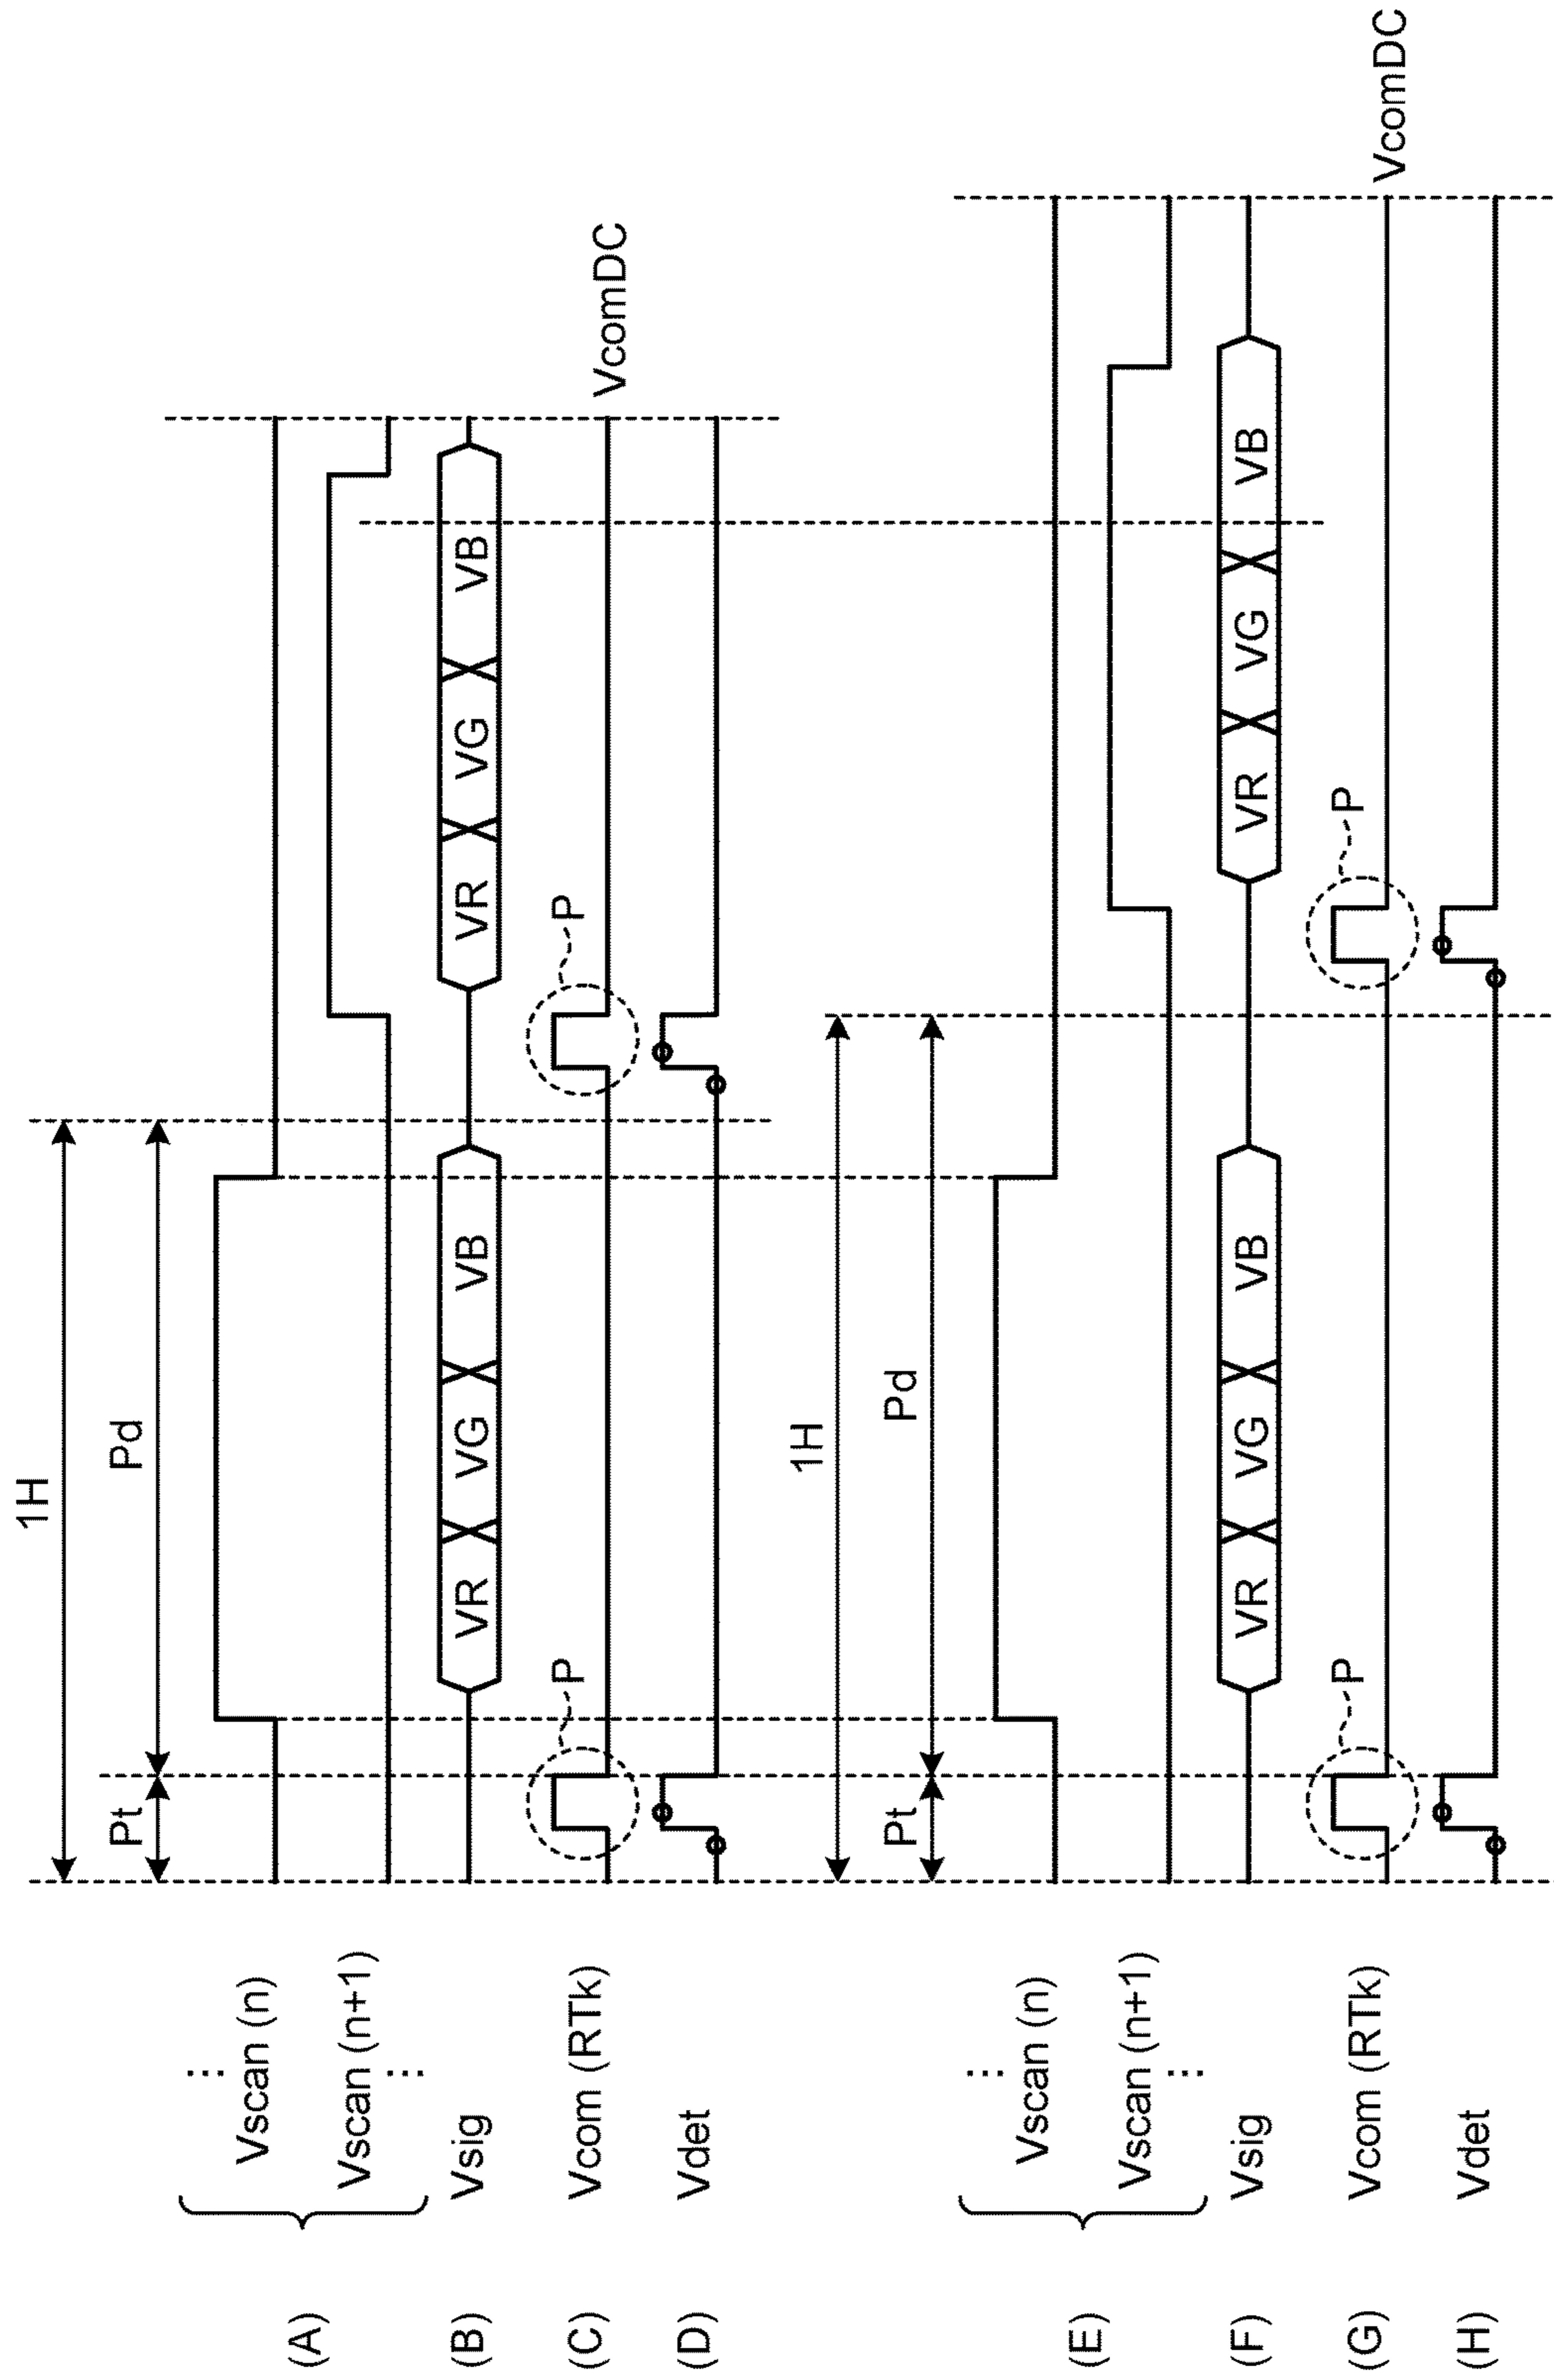 1H
Pt
Pd
(A)
⋮
Vscan (n)
Vscan (n+1)
⋮
(B)
Vsig
VR
VG
VB
VR
VG
VB
(C)
Vcom (RTk)
P
P
VcomDC
(D)
Vdet
1H
Pt
Pd
(E)
⋮
Vscan (n)
Vscan (n+1)
⋮
(F)
Vsig
VR
VG
VB
VR
VG
VB
(G)
Vcom (RTk)
P
P
VcomDC
(H)
Vdet